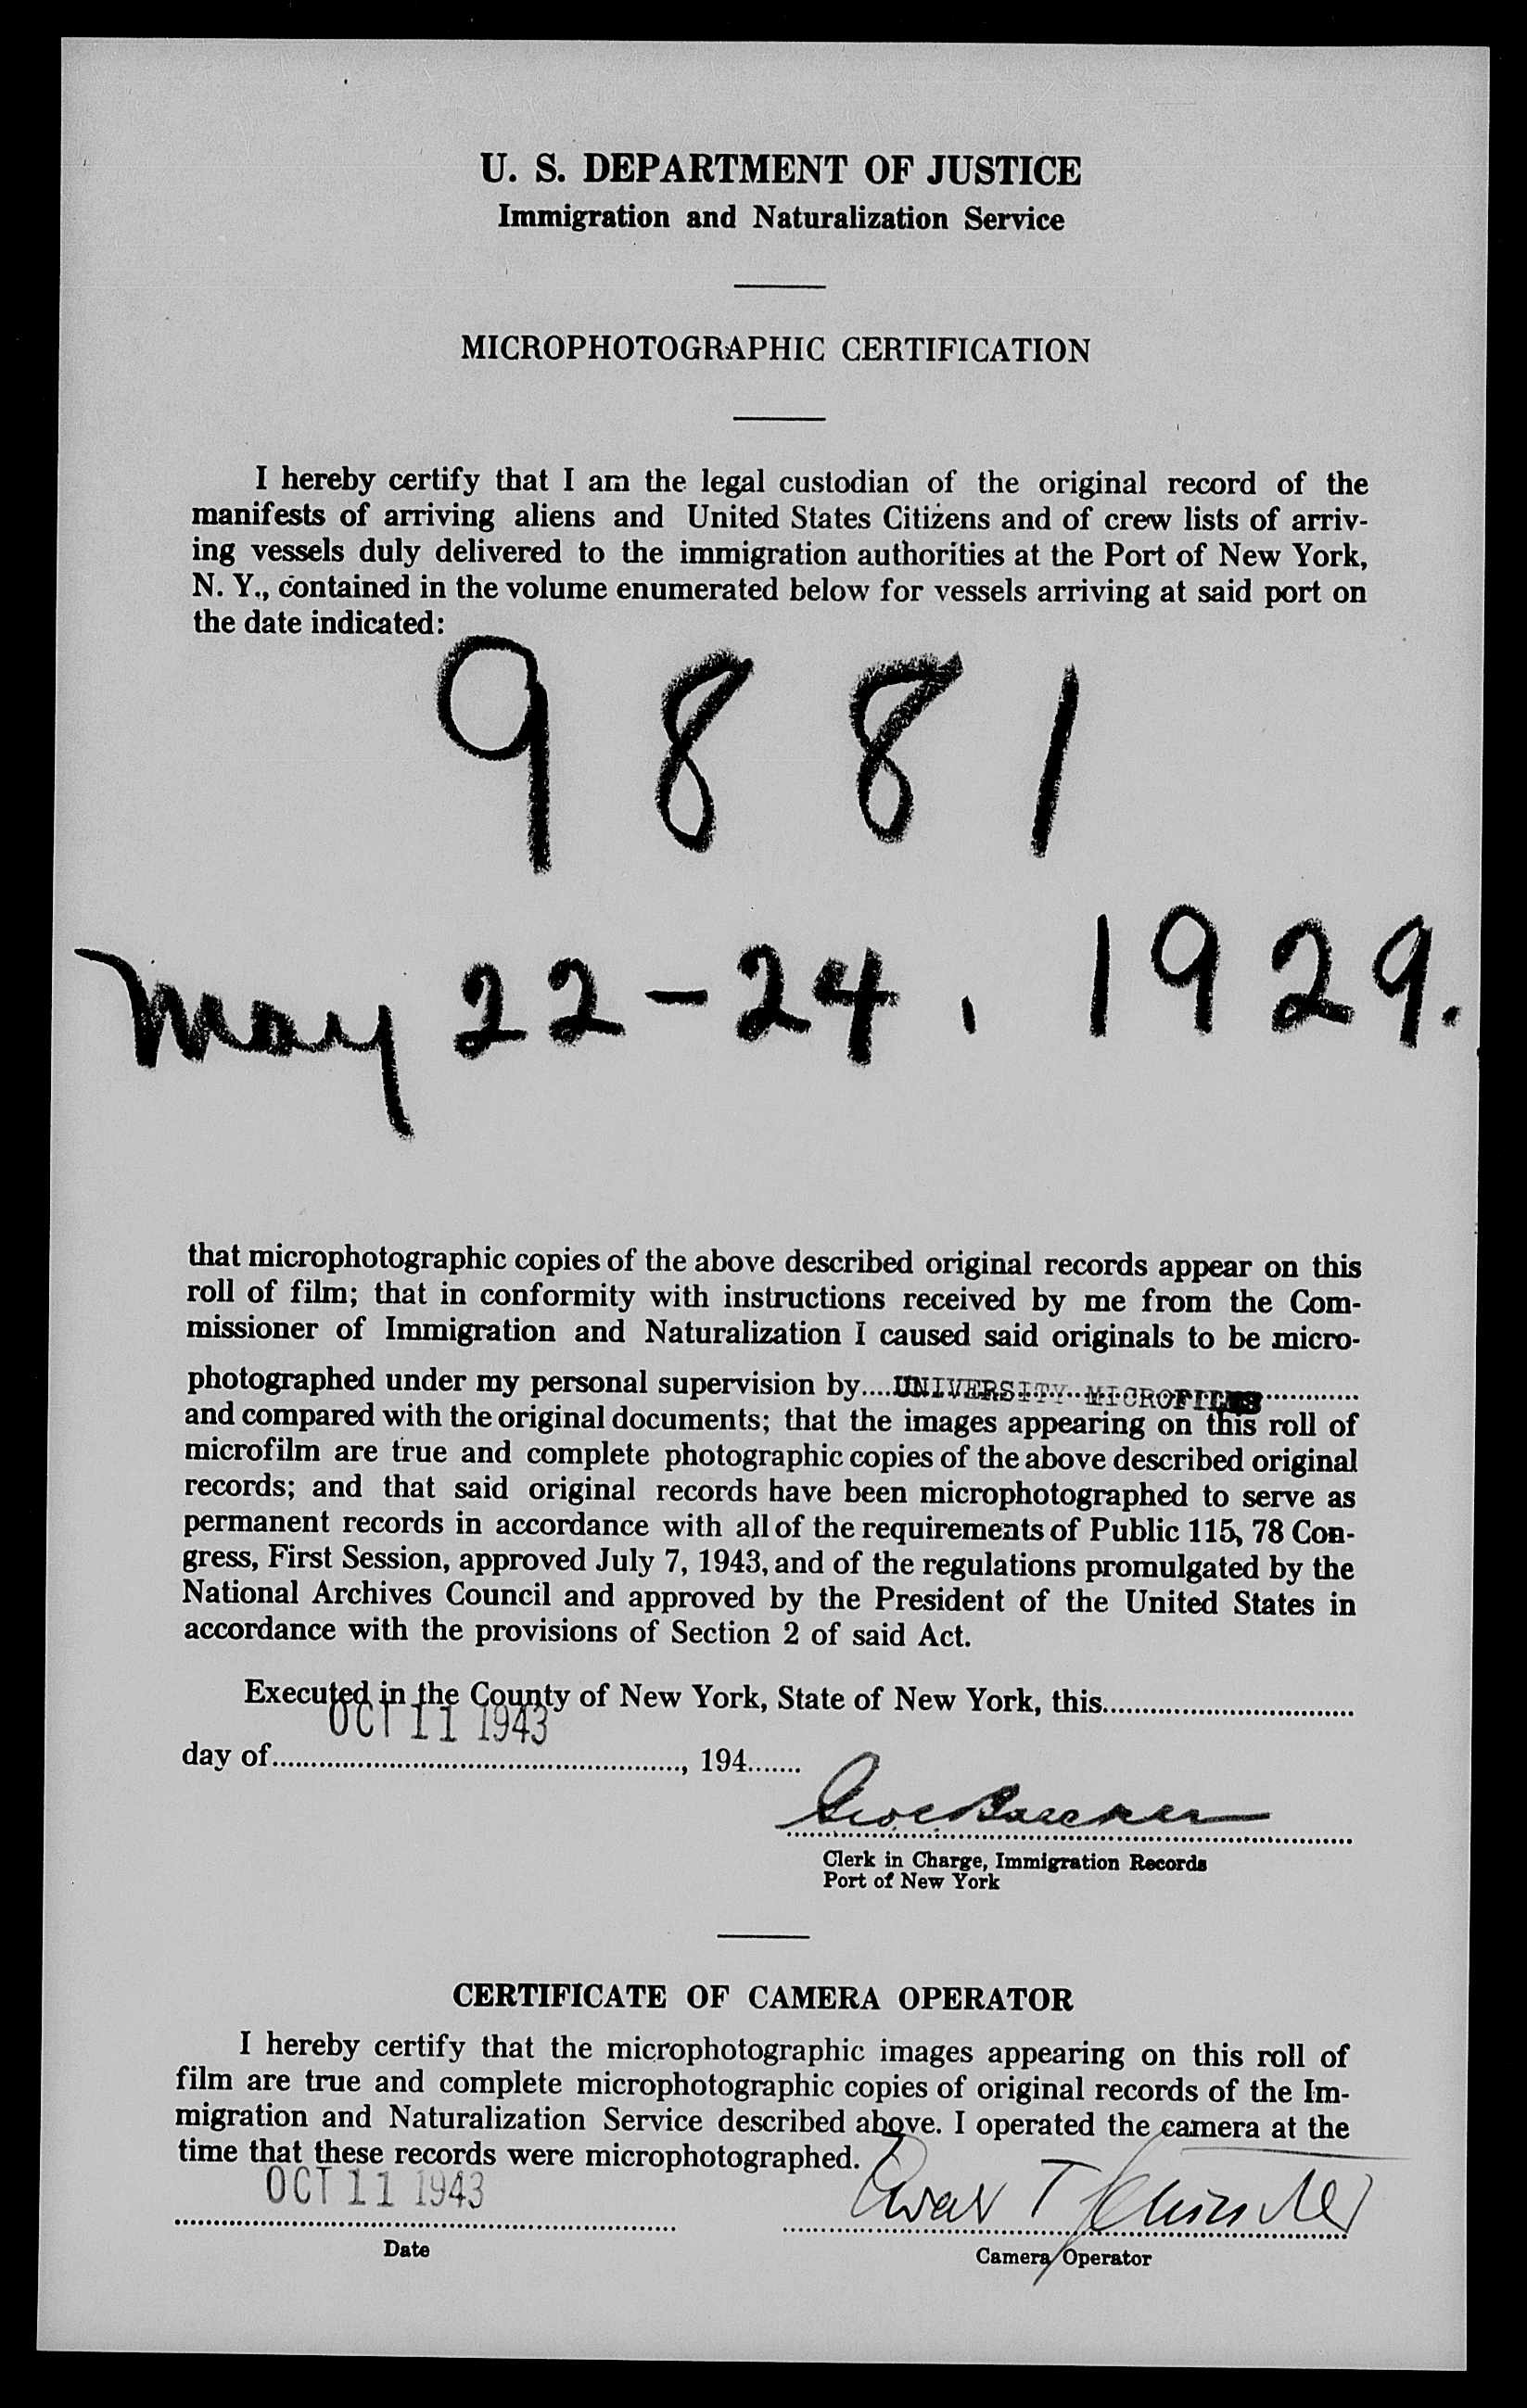 U. S. DEPARTMENT OF JUSTICE
Immigration and Naturalization Service
MICROPHOTOGRAPHIC CERTIFICATION
I hereby certify that I am the legal custodian of the original record of the
manifests of arriving aliens and United States Citizens and of crew lists of arriv-
ing vessels duly delivered to the immigration authorities at the Port of New York,
N. Y., contained in the volume enumerated below for vessels arriving at said port on
the date indicated:
9881
May 22-24, 1929.
that microphotographic copies of the above described original records appear on this
roll of film; that in conformity with instructions received by me from the Com-
missioner of Immigration and Naturalization I caused said originals to be micro-
photographed under my personal supervision by....UNIVERSITY MICROFILMS............
and compared with the original documents; that the images appearing on this roll of
microfilm are true and complete photographic copies of the above described original
records; and that said original records have been microphotographed to serve as
permanent records in accordance with all of the requirements of Public 115, 78 Con-
gress, First Session, approved July 7, 1943, and of the regulations promulgated by the
National Archives Council and approved by the President of the United States in
accordance with the provisions of Section 2 of said Act.
Executed in the County of New York, State of New York, this................................
OCT 11 1943
day of....................................................., 194.......
Clerk in Charge, Immigration Records
Port of New York
CERTIFICATE OF CAMERA OPERATOR
I hereby certify that the microphotographic images appearing on this roll of
film are true and complete microphotographic copies of original records of the Im-
migration and Naturalization Service described above. I operated the camera at the
time that these records were microphotographed.
OCT 11 1943
Date
Camera Operator